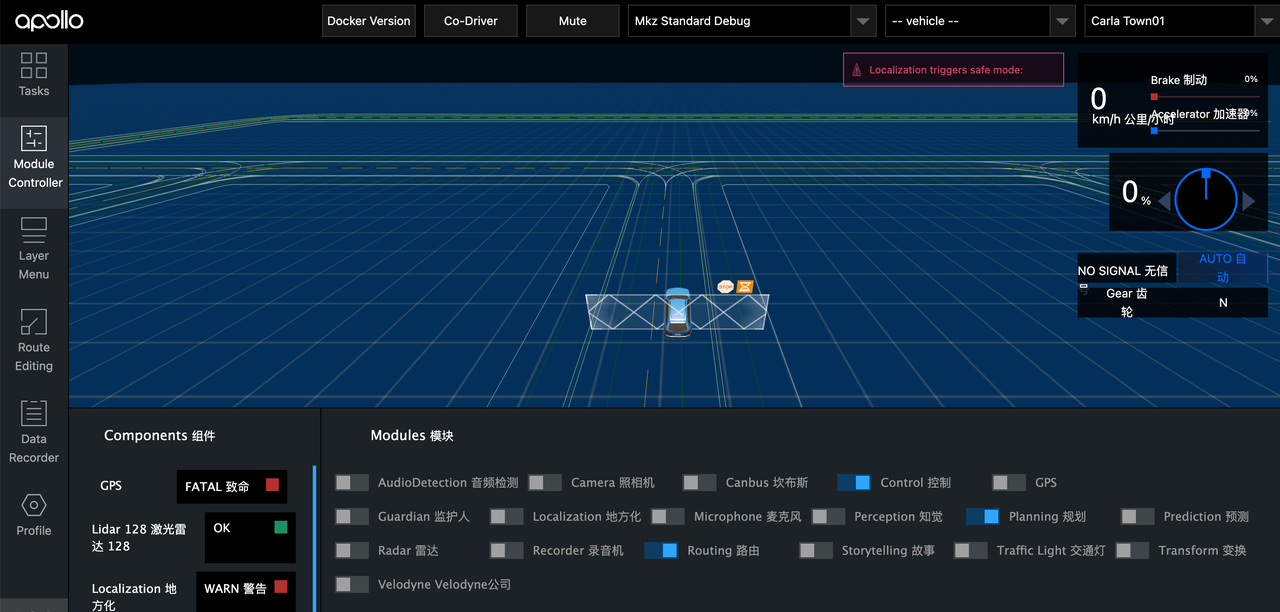 apollo
Docker Version
Co-Driver
Mute
Mkz Standard Debug
-- vehicle --
Carla Town01
Tasks
Module
Controller
Layer
Menu
Route
Editing
Data
Recorder
Profile
Localization triggers safe mode:
0
km/h 公里/小时
Brake 制动
0%
Accelerator 加速器
0%
0 %
NO SIGNAL 无信
号
AUTO 自
动
Gear 齿
轮
N
STOP
Components 组件
GPS
FATAL 致命
Lidar 128 激光雷
达 128
OK
Localization 地
方化
WARN 警告
Modules 模块
AudioDetection 音频检测
Camera 照相机
Canbus 坎布斯
Control 控制
GPS
Guardian 监护人
Localization 地方化
Microphone 麦克风
Perception 知觉
Planning 规划
Prediction 预测
Radar 雷达
Recorder 录音机
Routing 路由
Storytelling 故事
Traffic Light 交通灯
Transform 变换
Velodyne Velodyne公司